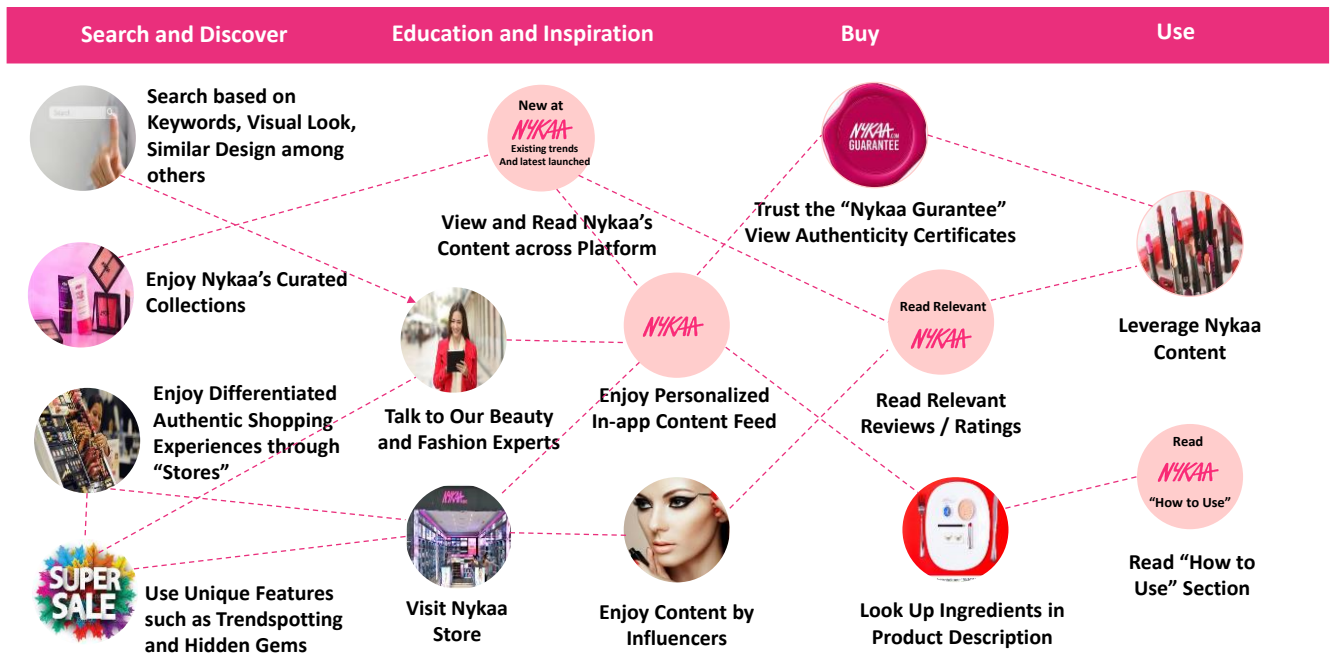 Search and Discover
Education and Inspiration
Buy
Use
Search...
Search based on
Keywords, Visual Look,
Similar Design among
others
New at
NYKAA
Existing trends
And latest launched
View and Read Nykaa’s
Content across Platform
NYKAA.COM
GUARANTEE
Trust the “Nykaa Gurantee”
View Authenticity Certificates
Enjoy Nykaa’s Curated
Collections
Talk to Our Beauty
and Fashion Experts
NYKAA
Enjoy Personalized
In-app Content Feed
Read Relevant
NYKAA
Read Relevant
Reviews / Ratings
Leverage Nykaa
Content
Enjoy Differentiated
Authentic Shopping
Experiences through
“Stores”
SUPER
SALE
Use Unique Features
such as Trendspotting
and Hidden Gems
NYKAA
Visit Nykaa
Store
Enjoy Content by
Influencers
Look Up Ingredients in
Product Description
Read
NYKAA
“How to Use”
Read “How to
Use” Section